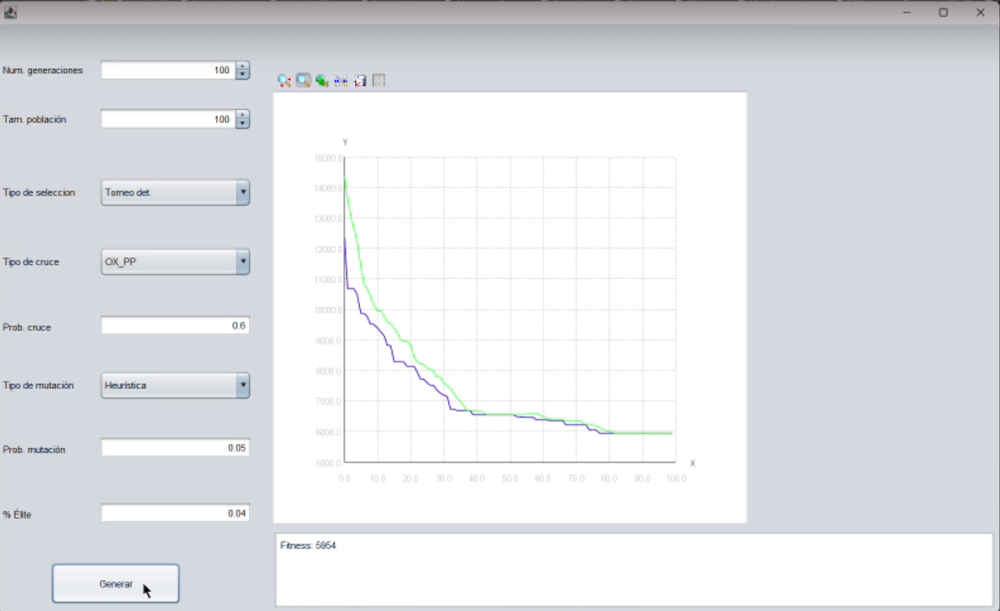 Num. generaciones 100
Tam. población 100
Tipo de seleccion Torneo det.
Tipo de cruce OX_PP
Prob. cruce 0.6
Tipo de mutación Heuristica
Prob. mutación 0.05
% Élite 0.04
Generar
Y
15000.0
14000.0
13000.0
12000.0
11000.0
10000.0
9000.0
8000.0
7000.0
6000.0
5000.0
X
0.0 10.0 20.0 30.0 40.0 50.0 60.0 70.0 80.0 90.0 100.0
Fitness: 5954